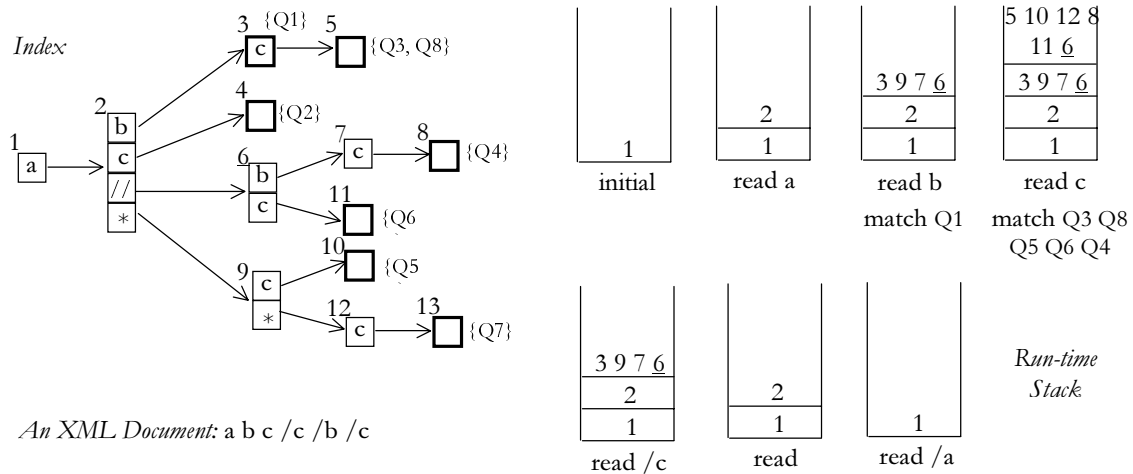 Index
1
a
2
b
c
//
*
3
{Q1}
c
5
{Q3, Q8}
4
{Q2}
6
b
c
7
c
8
{Q4}
11
{Q6
10
{Q5
9
c
*
12
c
13
{Q7}
An XML Document: a b c /c /b /c
1
initial
2
1
read a
3 9 7 6
2
1
read b
match Q1
5 10 12 8
11 6
3 9 7 6
2
1
read c
match Q3 Q8
Q5 Q6 Q4
3 9 7 6
2
1
read /c
2
1
read
1
read /a
Run-time
Stack